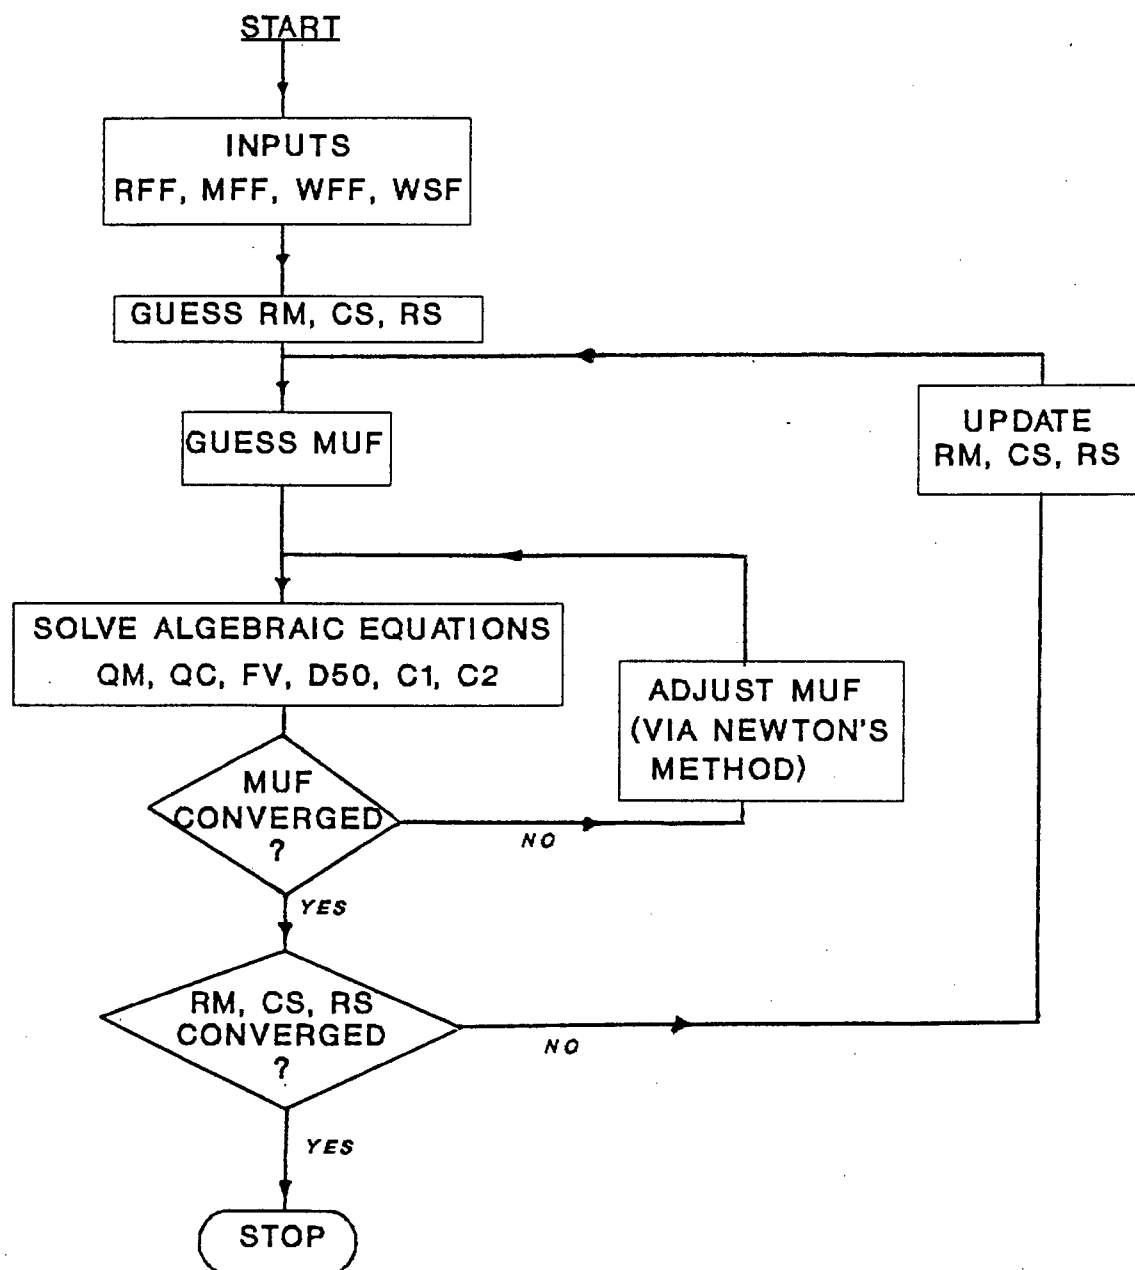 START
INPUTS
RFF, MFF, WFF, WSF
GUESS RM, CS, RS
GUESS MUF
UPDATE
RM, CS, RS
SOLVE ALGEBRAIC EQUATIONS
QM, QC, FV, D50, C1, C2
ADJUST MUF
(VIA NEWTON'S
METHOD)
MUF
CONVERGED
?
NO
YES
RM, CS, RS
CONVERGED
?
NO
YES
STOP